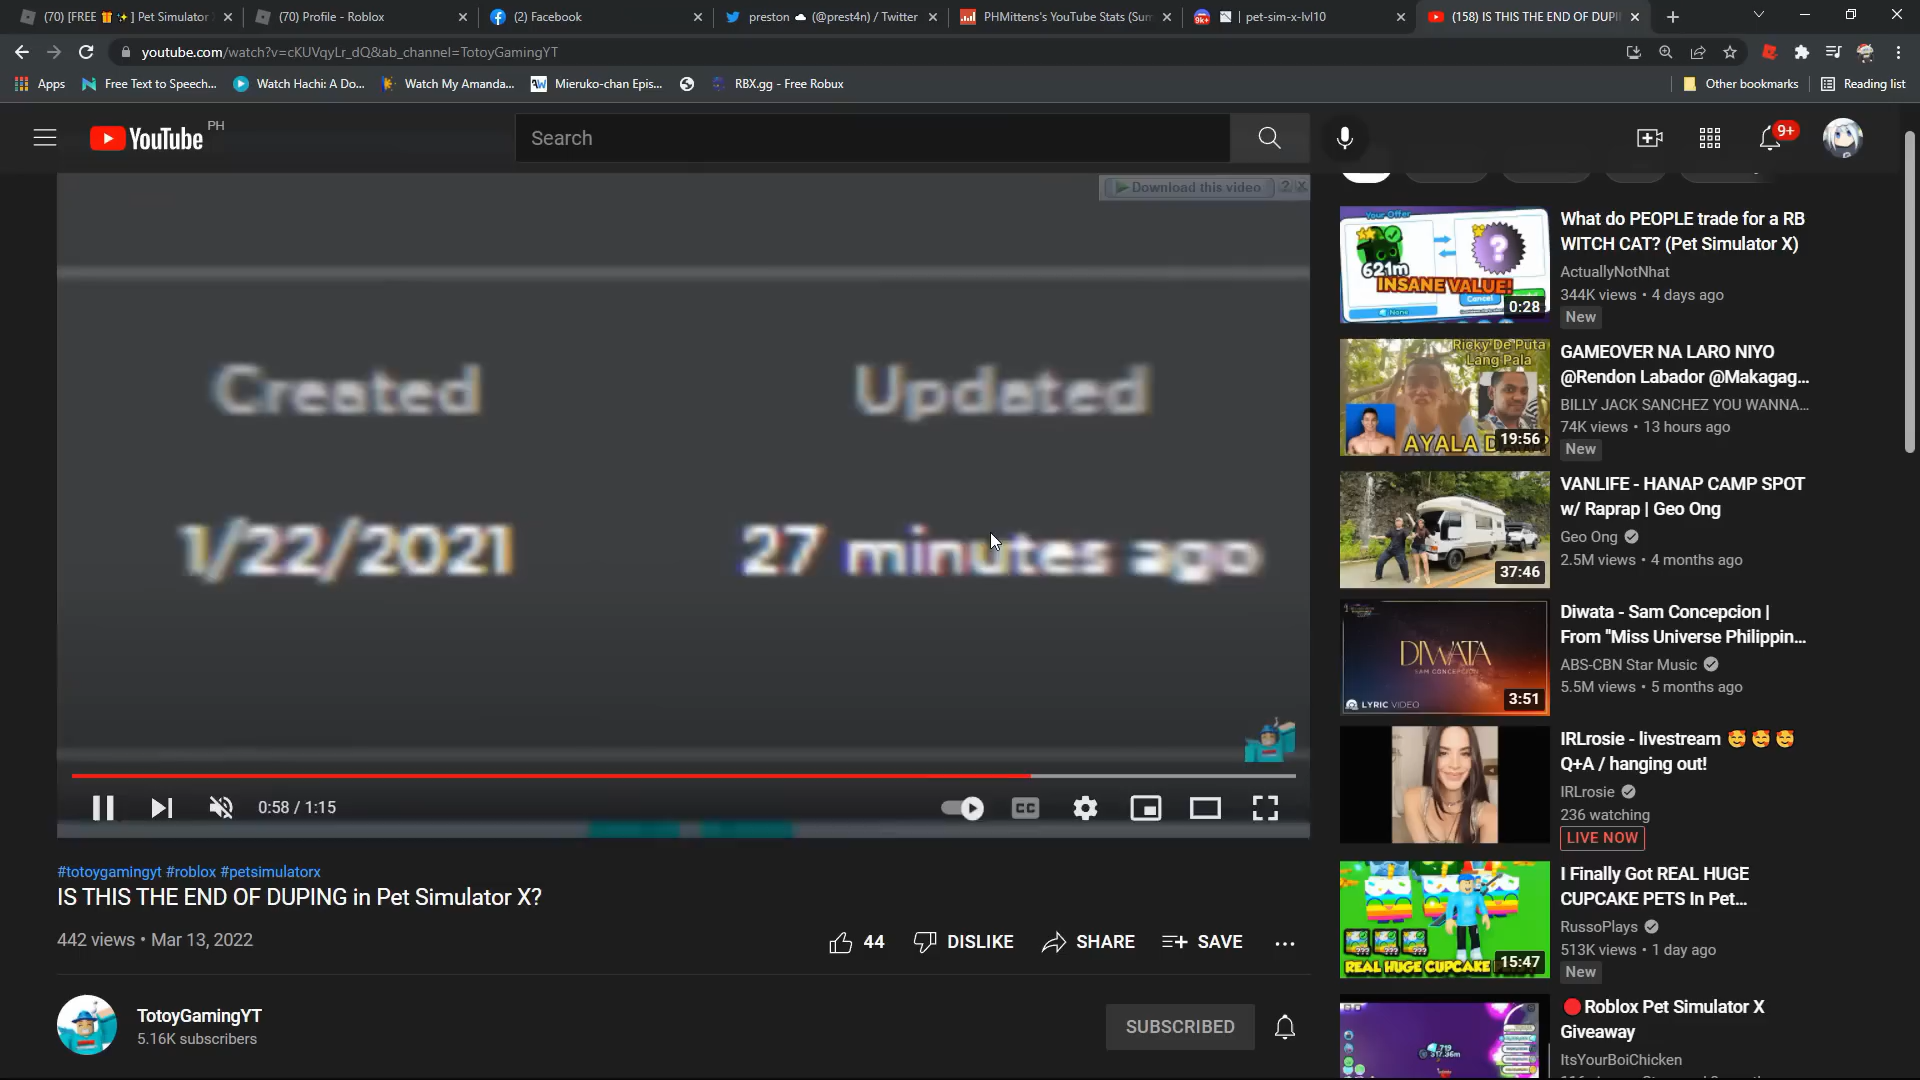 (70) [FREE 🎁 ✨] Pet Simulator
(70) Profile - Roblox
(2) Facebook
preston ☁ (@prest4n) / Twitter
PHMittens's YouTube Stats (Sum
9k+
pet-sim-x-lvl10
(158) IS THIS THE END OF DUPI
youtube.com/watch?v=cKUVqyLr_dQ&ab_channel=TotoyGamingYT
Apps
Free Text to Speech...
Watch Hachi: A Do...
Watch My Amanda...
Mieruko-chan Epis...
RBX.gg - Free Robux
Other bookmarks
Reading list
YouTube PH
Search
9+
Download this video ? X
Created
Updated
1/22/2021
27 minutes ago
0:58 / 1:15
CC
#totoygamingyt #roblox #petsimulatorx
IS THIS THE END OF DUPING in Pet Simulator X?
442 views • Mar 13, 2022
44
DISLIKE
SHARE
SAVE
TotoyGamingYT
5.16K subscribers
SUBSCRIBED
Your Offer
621m
?
INSANE VALUE!
Cancel
None
0:28
What do PEOPLE trade for a RB
WITCH CAT? (Pet Simulator X)
ActuallyNotNhat
344K views • 4 days ago
New
Ricky De Puta
Lang Pala
19:56
GAMEOVER NA LARO NIYO
@Rendon Labador @Makagag...
BILLY JACK SANCHEZ YOU WANNA...
74K views • 13 hours ago
New
37:46
VANLIFE - HANAP CAMP SPOT
w/ Raprap | Geo Ong
Geo Ong
2.5M views • 4 months ago
DIWATA
SAM CONCEPCION
LYRIC VIDEO
3:51
Diwata - Sam Concepcion |
From "Miss Universe Philippin...
ABS-CBN Star Music
5.5M views • 5 months ago
IRLrosie - livestream 🥰 🥰 🥰
Q+A / hanging out!
IRLrosie
236 watching
LIVE NOW
REAL HUGE CUPCAKE
15:47
I Finally Got REAL HUGE
CUPCAKE PETS In Pet...
RussoPlays
513K views • 1 day ago
New
🔴Roblox Pet Simulator X
Giveaway
ItsYourBoiChicken